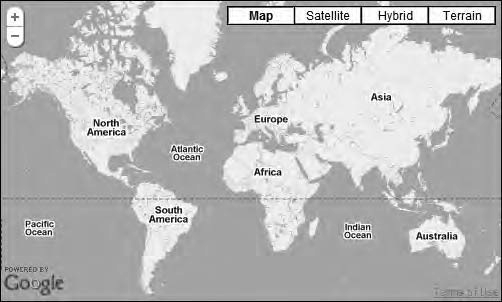 +
Map Satellite Hybrid Terrain
−
Asia
Europe
North
America
Atlantic
Ocean
Africa
South
America
Pacific
Ocean
Indian
Ocean
Australia
POWERED BY
Google
Terms of Use